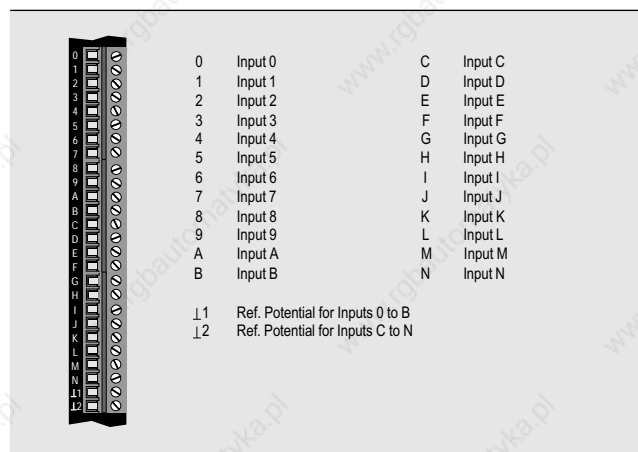 0
1
2
3
4
5
6
7
8
9
A
B
C
D
E
F
G
H
I
J
K
L
M
N
⊥1
⊥2
0 Input 0 C Input C
1 Input 1 D Input D
2 Input 2 E Input E
3 Input 3 F Input F
4 Input 4 G Input G
5 Input 5 H Input H
6 Input 6 I Input I
7 Input 7 J Input J
8 Input 8 K Input K
9 Input 9 L Input L
A Input A M Input M
B Input B N Input N
⊥1 Ref. Potential for Inputs 0 to B
⊥2 Ref. Potential for Inputs C to N
www.rgbautomatyka.pl